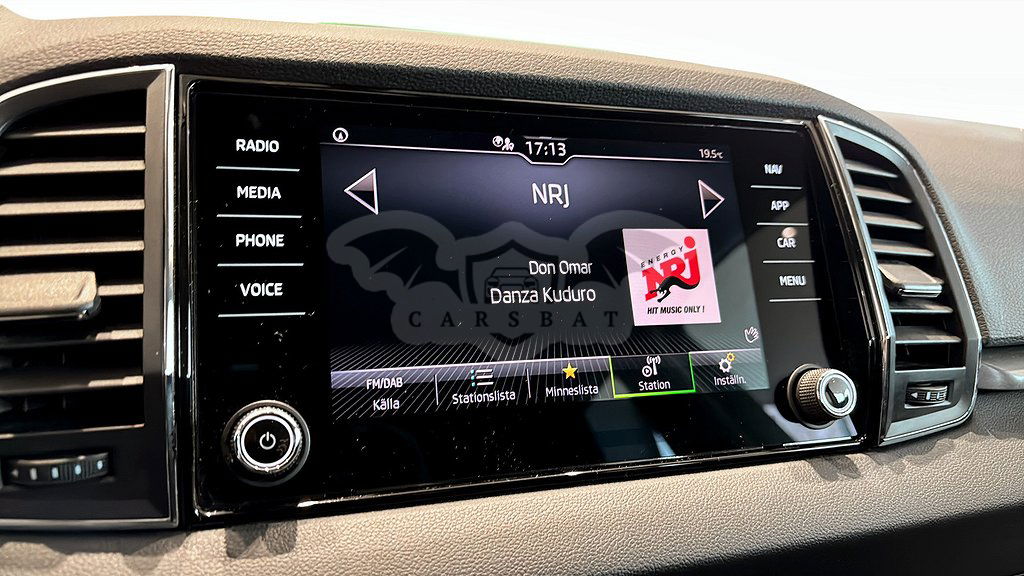 RADIO
MEDIA
PHONE
VOICE
17:13
19.5°C
NRJ
Don Omar
Danza Kuduro
ENERGY
NRJ
HIT MUSIC ONLY !
CARSBAT
FM/DAB
Källa
Stationslista
Minneslista
Station
Inställn.
NAV
APP
CAR
MENU